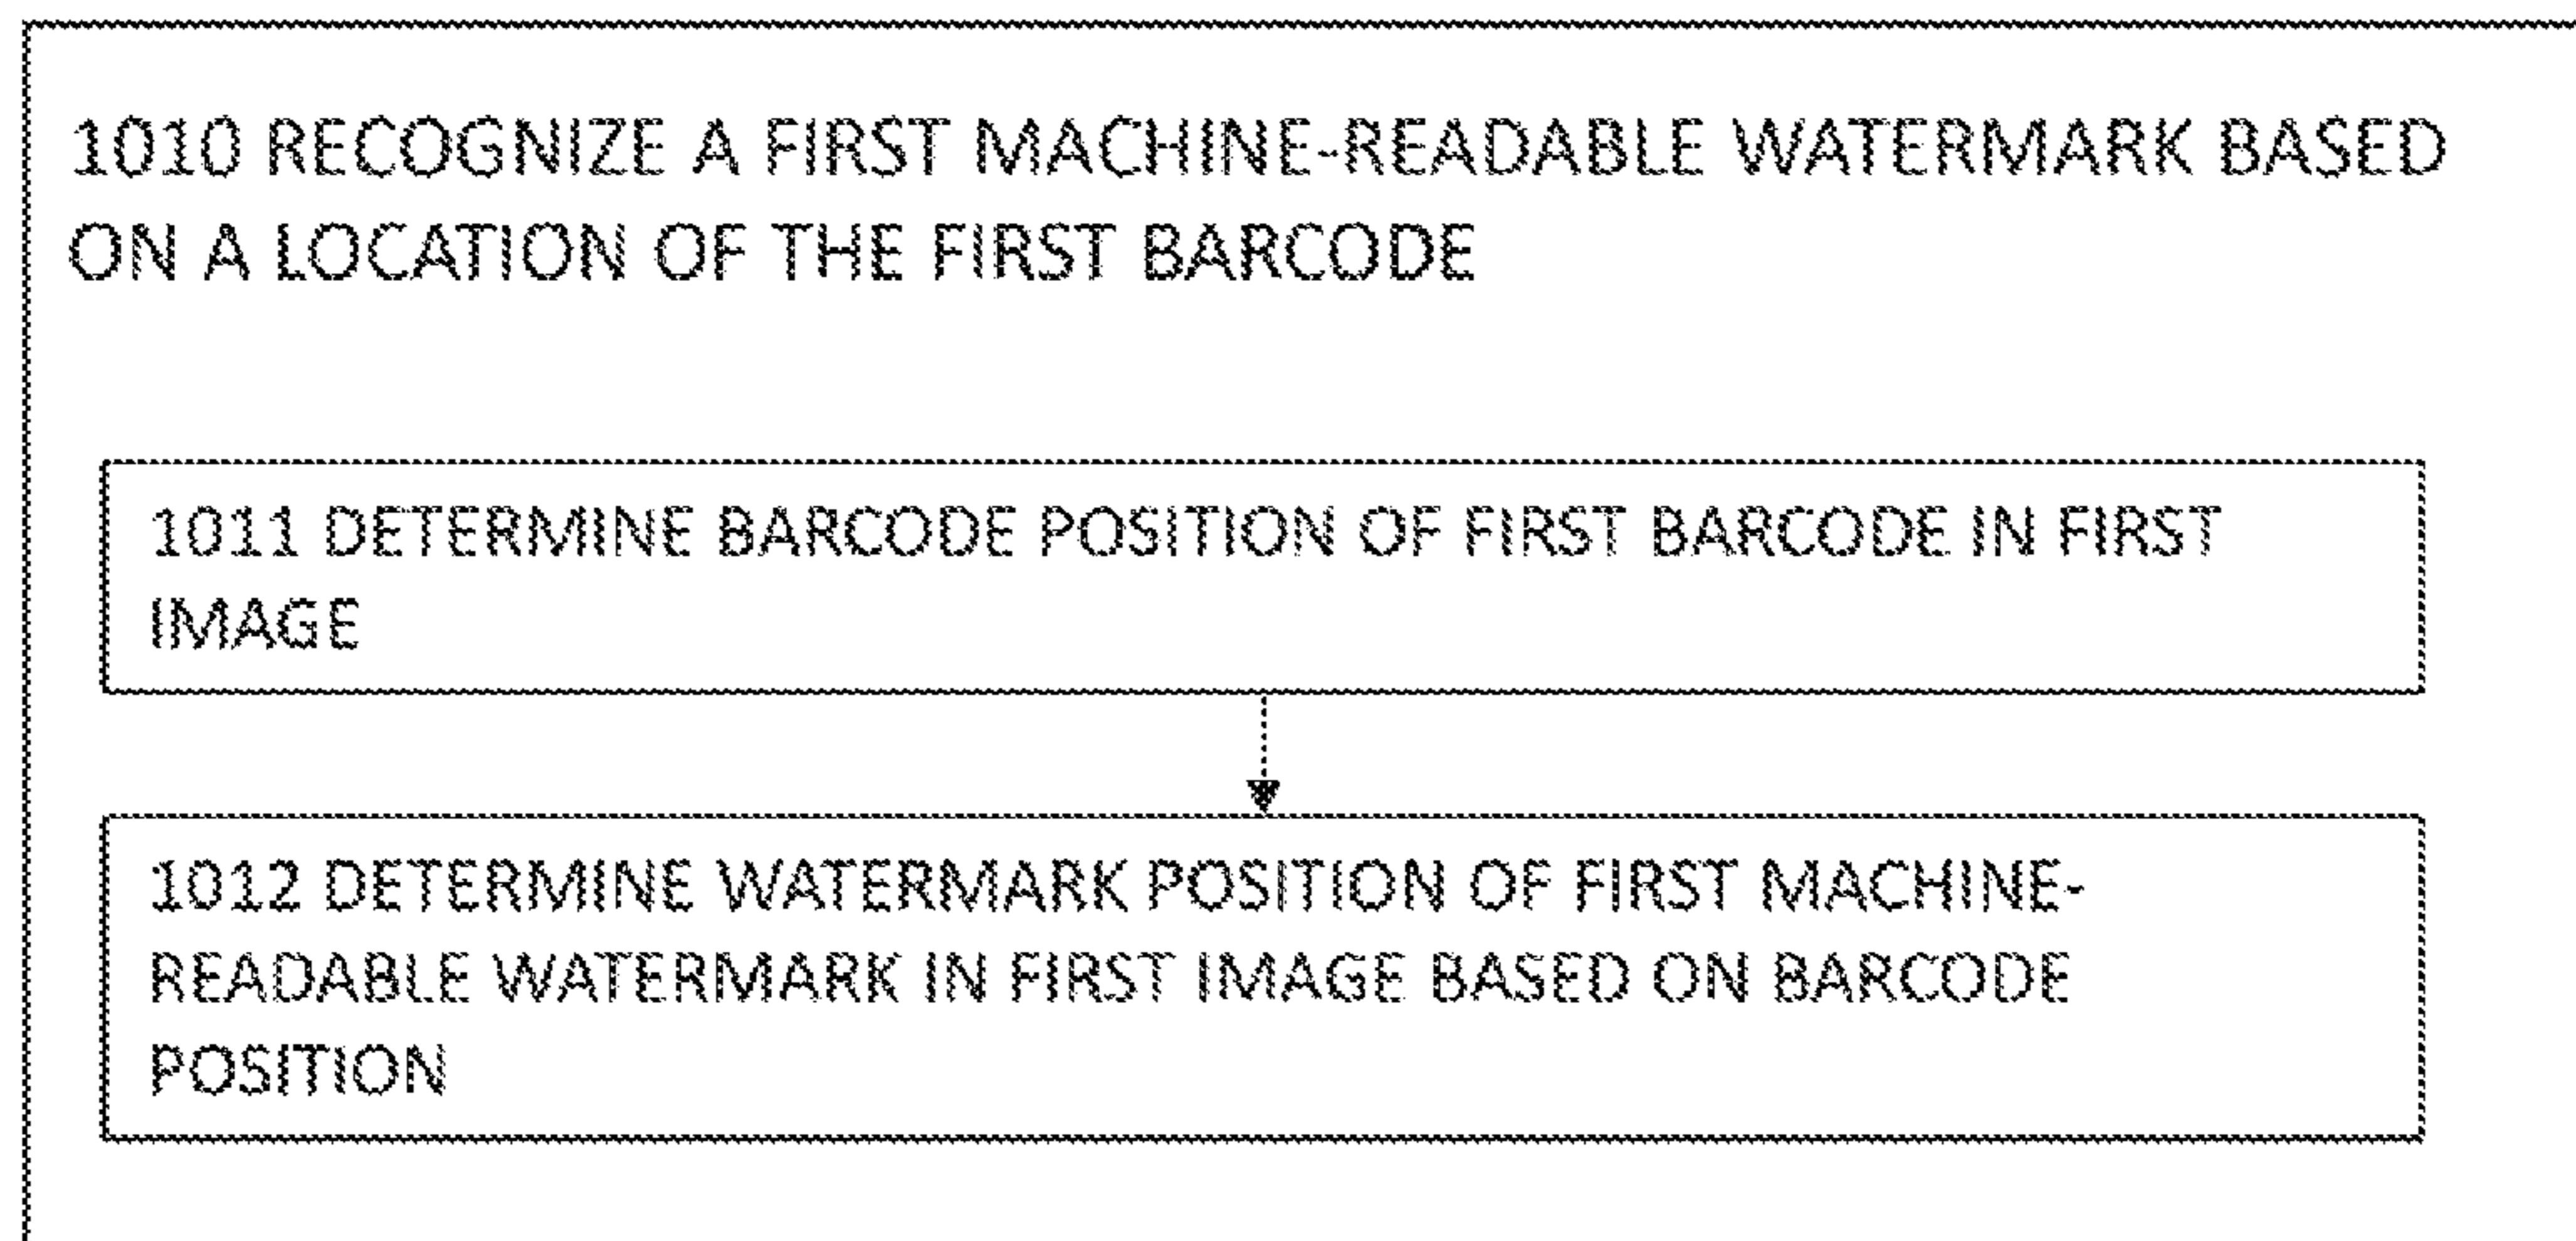 1010 RECOGNIZE A FIRST MACHINE-READABLE WATERMARK BASED
ON A LOCATION OF THE FIRST BARCODE
1011 DETERMINE BARCODE POSITION OF FIRST BARCODE IN FIRST
IMAGE
1012 DETERMINE WATERMARK POSITION OF FIRST MACHINE-
READABLE WATERMARK IN FIRST IMAGE BASED ON BARCODE
POSITION